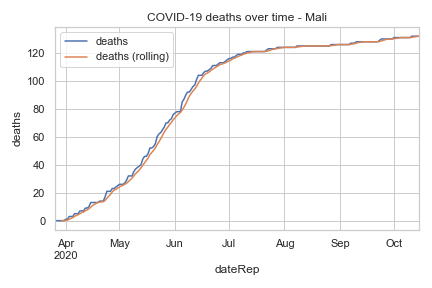 COVID-19 deaths over time - Mali
deaths
deaths (rolling)
deaths
120
100
80
60
40
20
0
Apr
2020
May
Jun
Jul
Aug
Sep
Oct
dateRep